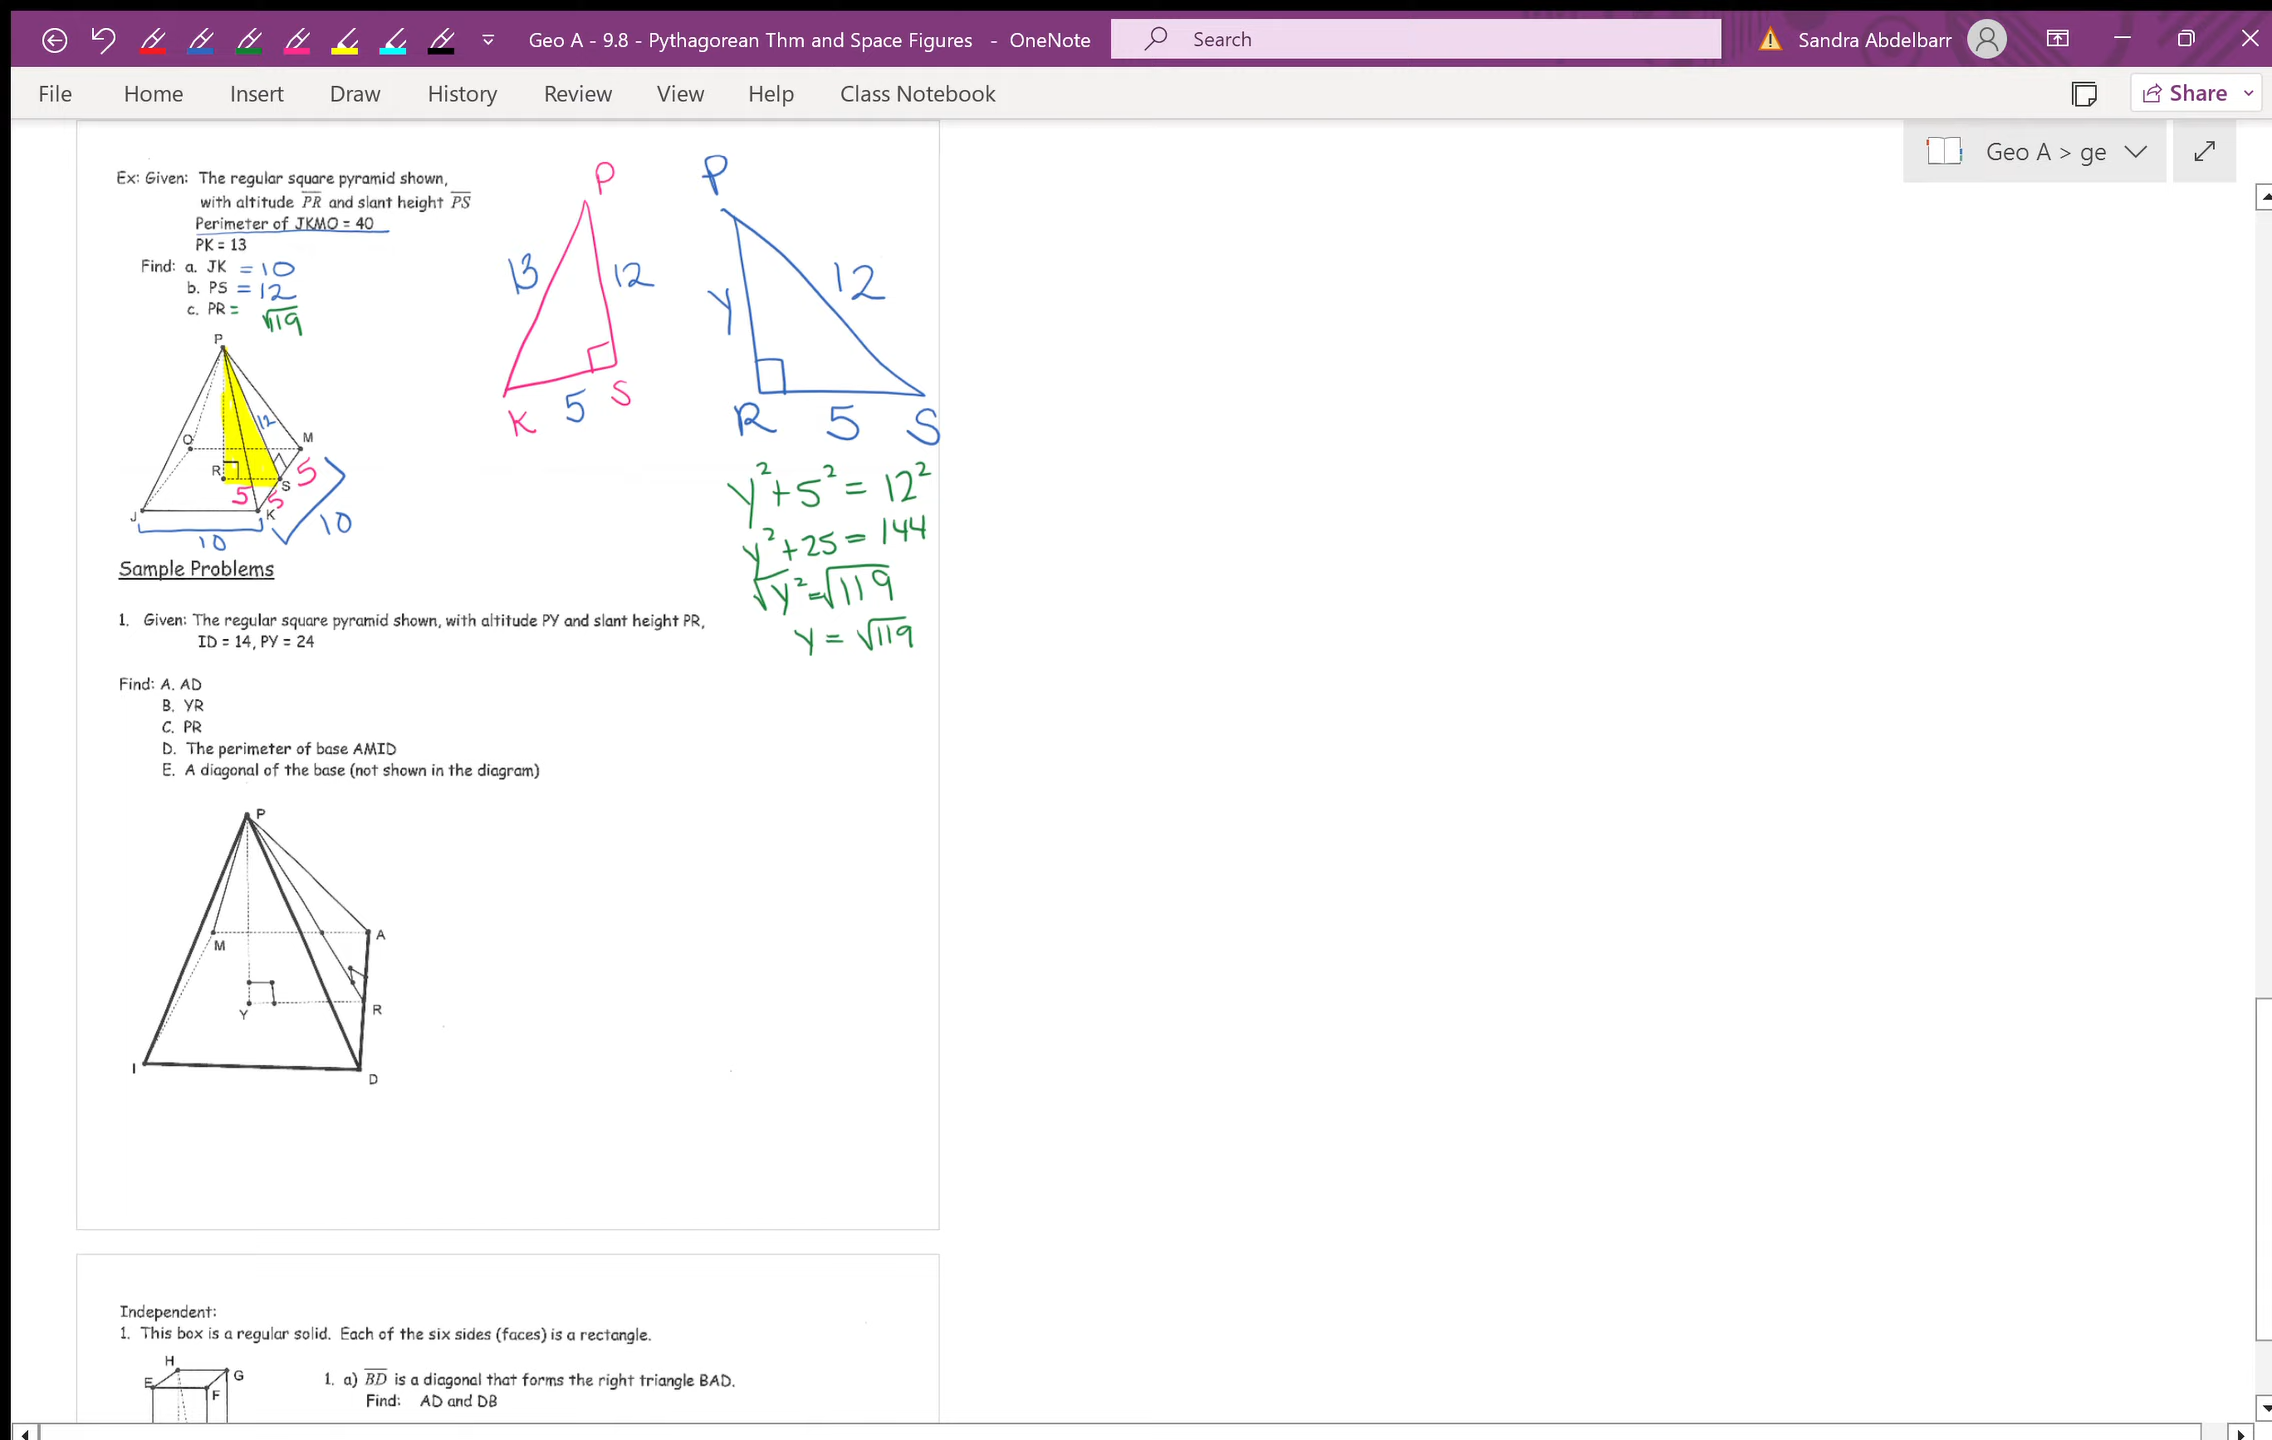 Geo A - 9.8 - Pythagorean Thm and Space Figures - OneNote
Search
Sandra Abdelbarr
File Home Insert Draw History Review View Help Class Notebook
Share
Geo A > ge
Ex: Given: The regular square pyramid shown,
with altitude PR and slant height PS
Perimeter of JKMO = 40
PK = 13
Find: a. JK = 10
b. PS = 12
c. PR = √119
P
O
M
R
S
J
K
12
5
5
5
10
10
P
13
12
K
5
S
P
y
12
R
5
S
y² + 5² = 12²
y² + 25 = 144
√y² = √119
y = √119
Sample Problems
1. Given: The regular square pyramid shown, with altitude PY and slant height PR,
ID = 14, PY = 24
Find: A. AD
B. YR
C. PR
D. The perimeter of base AMID
E. A diagonal of the base (not shown in the diagram)
P
M
A
Y
R
I
D
Independent:
1. This box is a regular solid. Each of the six sides (faces) is a rectangle.
H
G
E
F
1. a) BD is a diagonal that forms the right triangle BAD.
Find: AD and DB